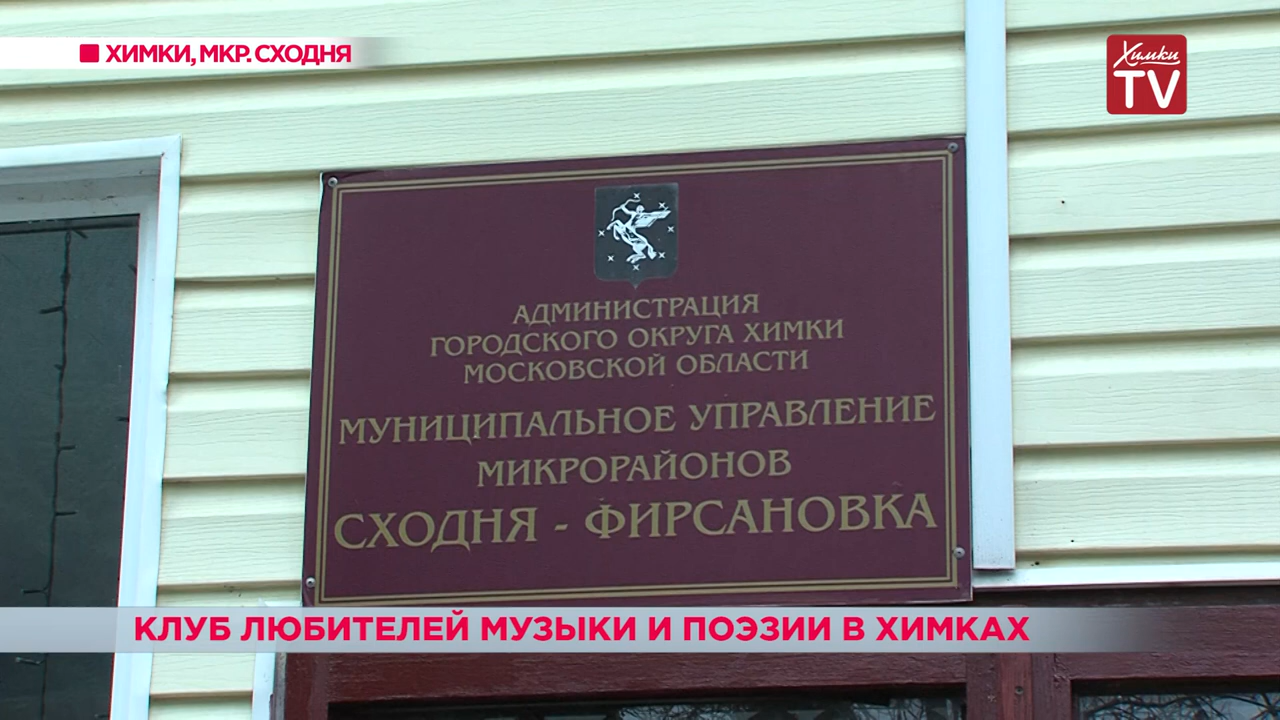 ХИМКИ, МКР. СХОДНЯ
Химки
TV
АДМИНИСТРАЦИЯ
ГОРОДСКОГО ОКРУГА ХИМКИ
МОСКОВСКОЙ ОБЛАСТИ
МУНИЦИПАЛЬНОЕ УПРАВЛЕНИЕ
МИКРОРАЙОНОВ
СХОДНЯ - ФИРСАНОВКА
КЛУБ ЛЮБИТЕЛЕЙ МУЗЫКИ И ПОЭЗИИ В ХИМКАХ